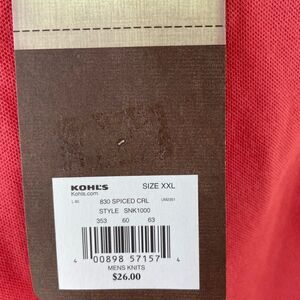 KOHL'S SIZE XXL
Kohls.com
L 40 830 SPICED CRL
STYLE SNK1000
353 60 63
4 00898 57157 4
MENS KNITS
$26.00